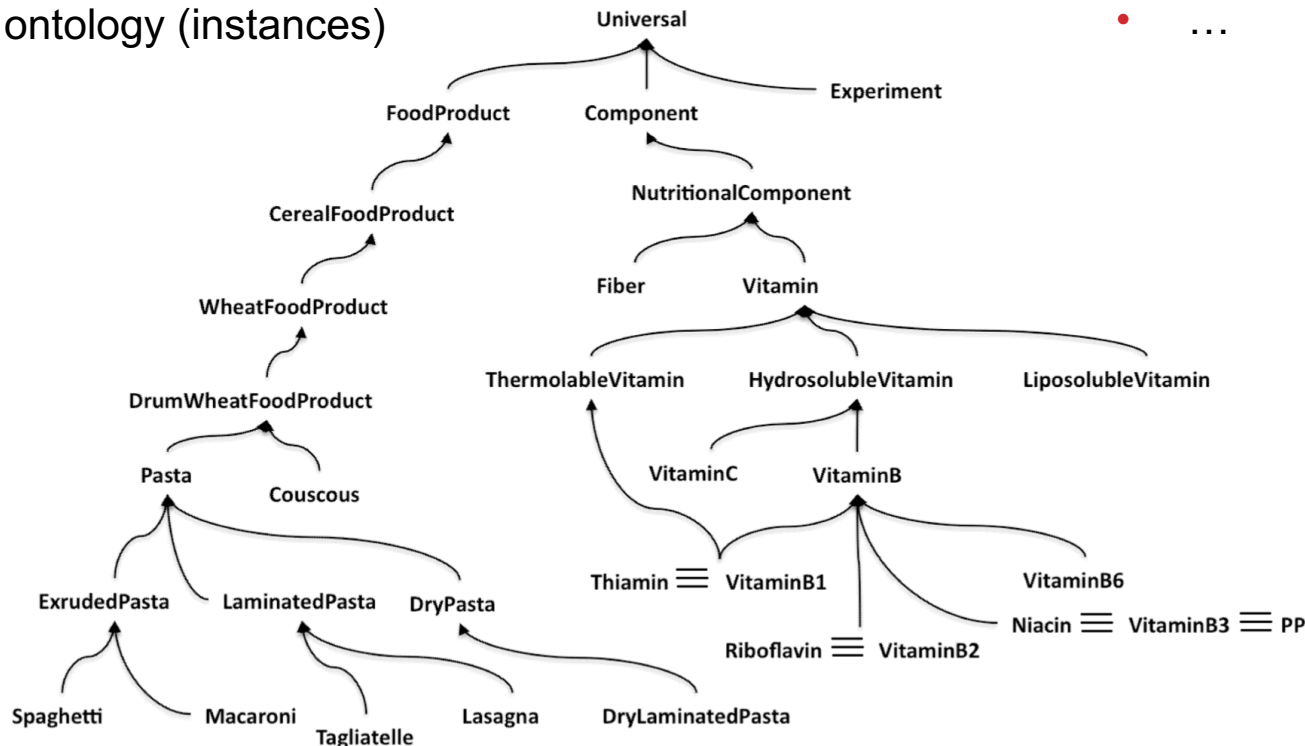 ontology (instances)
• …
Universal
Experiment
FoodProduct Component
NutritionalComponent
CerealFoodProduct
Fiber Vitamin
WheatFoodProduct
ThermolableVitamin HydrosolubleVitamin LiposolubleVitamin
DrumWheatFoodProduct
Pasta VitaminC VitaminB
Couscous
Thiamin ≡ VitaminB1 VitaminB6
ExrudedPasta LaminatedPasta DryPasta
Niacin ≡ VitaminB3 ≡ PP
Riboflavin ≡ VitaminB2
Spaghetti Macaroni Lasagna DryLaminatedPasta
Tagliatelle